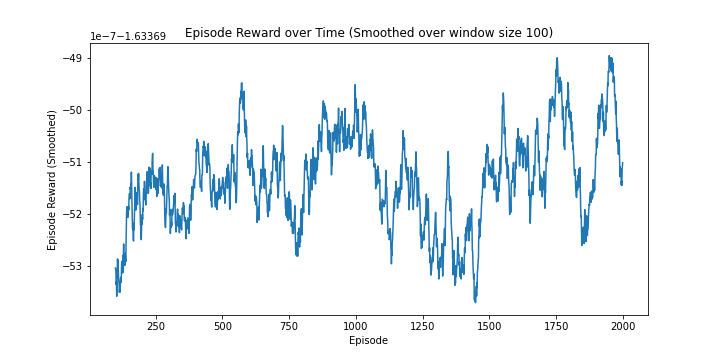 1e−7−1.63369
Episode Reward over Time (Smoothed over window size 100)
Episode Reward (Smoothed)
−49
−50
−51
−52
−53
250 500 750 1000 1250 1500 1750 2000
Episode